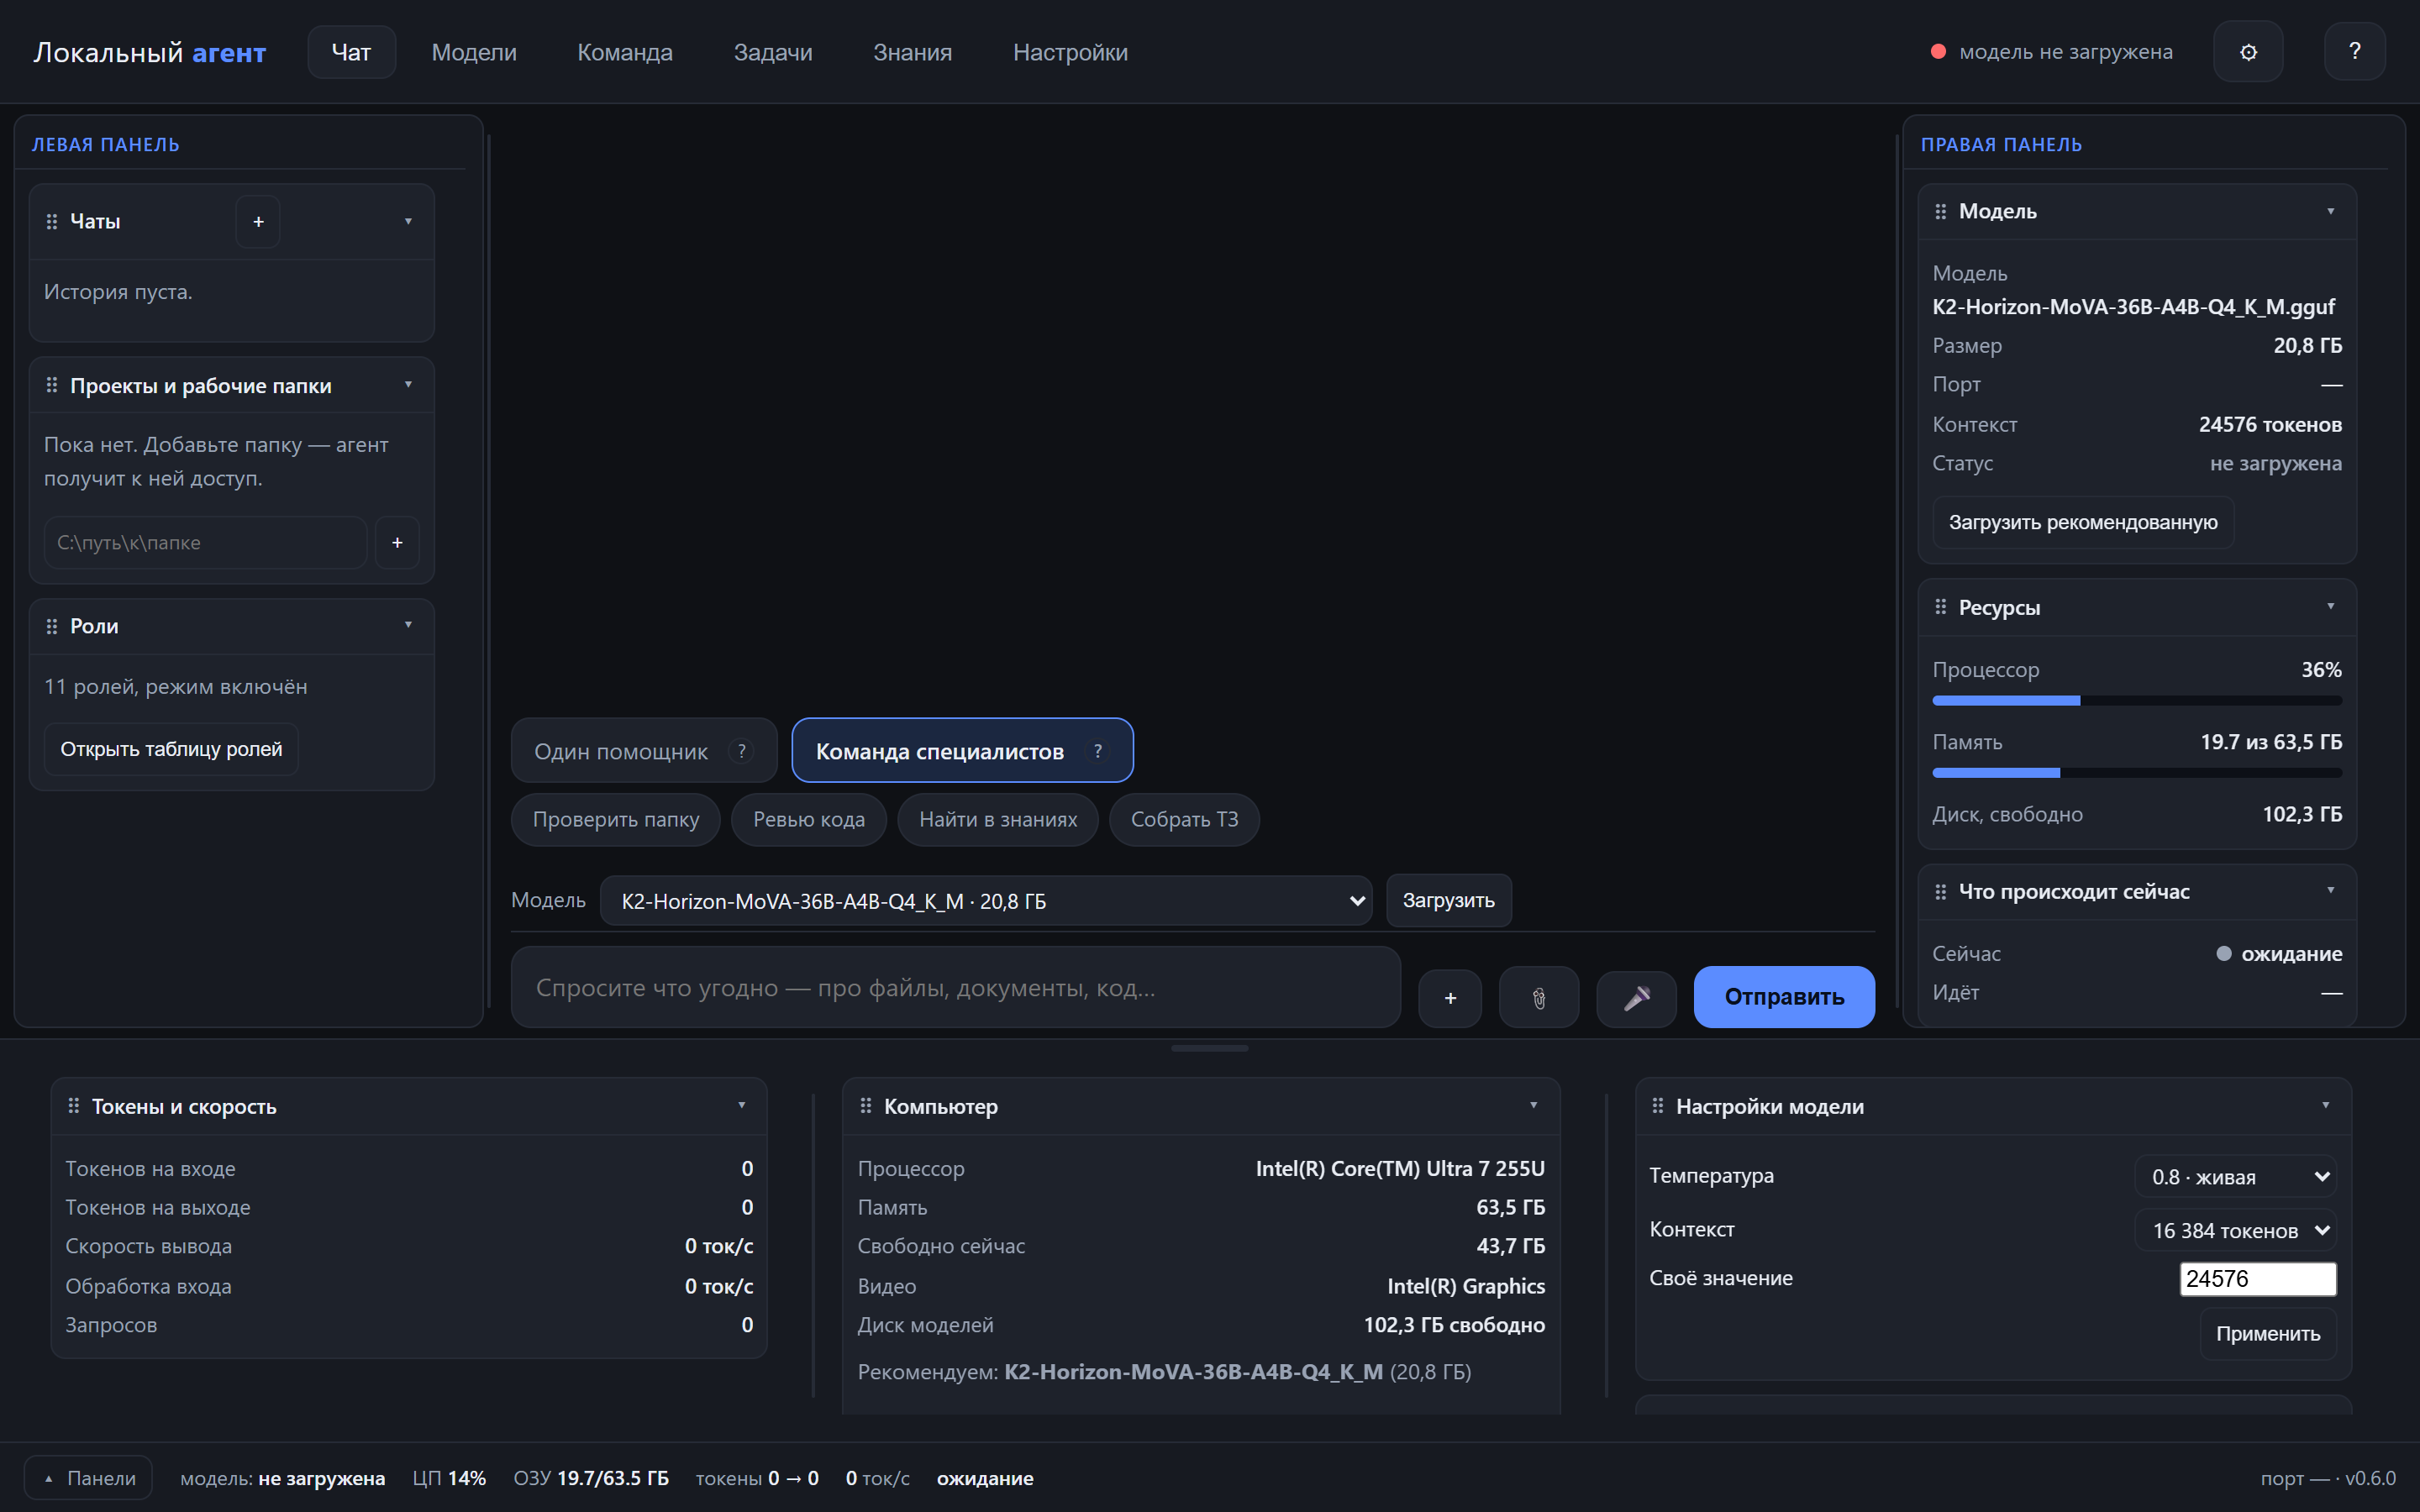 Локальный агент
Чат
Модели
Команда
Задачи
Знания
Настройки
модель не загружена
?
ЛЕВАЯ ПАНЕЛЬ
Чаты
+
История пуста.
Проекты и рабочие папки
Пока нет. Добавьте папку — агент
получит к ней доступ.
C:\путь\к\папке
+
Роли
11 ролей, режим включён
Открыть таблицу ролей
Один помощник ?
Команда специалистов ?
Проверить папку
Ревью кода
Найти в знаниях
Собрать ТЗ
Модель
K2-Horizon-MoVA-36B-A4B-Q4_K_M · 20,8 ГБ
Загрузить
Спросите что угодно — про файлы, документы, код...
+
Отправить
ПРАВАЯ ПАНЕЛЬ
Модель
Модель
K2-Horizon-MoVA-36B-A4B-Q4_K_M.gguf
Размер 20,8 ГБ
Порт —
Контекст 24576 токенов
Статус не загружена
Загрузить рекомендованную
Ресурсы
Процессор 36%
Память 19.7 из 63,5 ГБ
Диск, свободно 102,3 ГБ
Что происходит сейчас
Сейчас ожидание
Идёт —
Токены и скорость
Токенов на входе 0
Токенов на выходе 0
Скорость вывода 0 ток/с
Обработка входа 0 ток/с
Запросов 0
Компьютер
Процессор Intel(R) Core(TM) Ultra 7 255U
Память 63,5 ГБ
Свободно сейчас 43,7 ГБ
Видео Intel(R) Graphics
Диск моделей 102,3 ГБ свободно
Рекомендуем: K2-Horizon-MoVA-36B-A4B-Q4_K_M (20,8 ГБ)
Настройки модели
Температура 0.8 · живая
Контекст 16 384 токенов
Своё значение 24576
Применить
▲ Панели
модель: не загружена
ЦП 14%
ОЗУ 19.7/63.5 ГБ
токены 0 → 0
0 ток/с
ожидание
порт — · v0.6.0